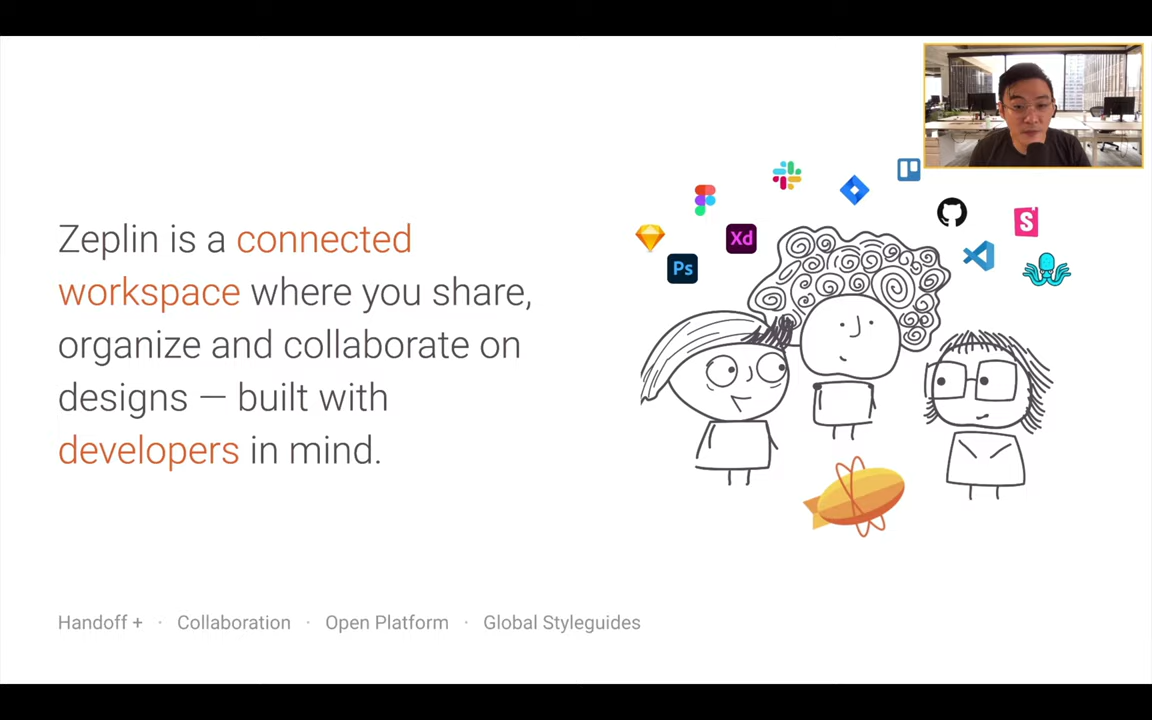 Zeplin is a connected
workspace where you share,
organize and collaborate on
designs — built with
developers in mind.
Ps
Xd
S
Handoff + · Collaboration · Open Platform · Global Styleguides